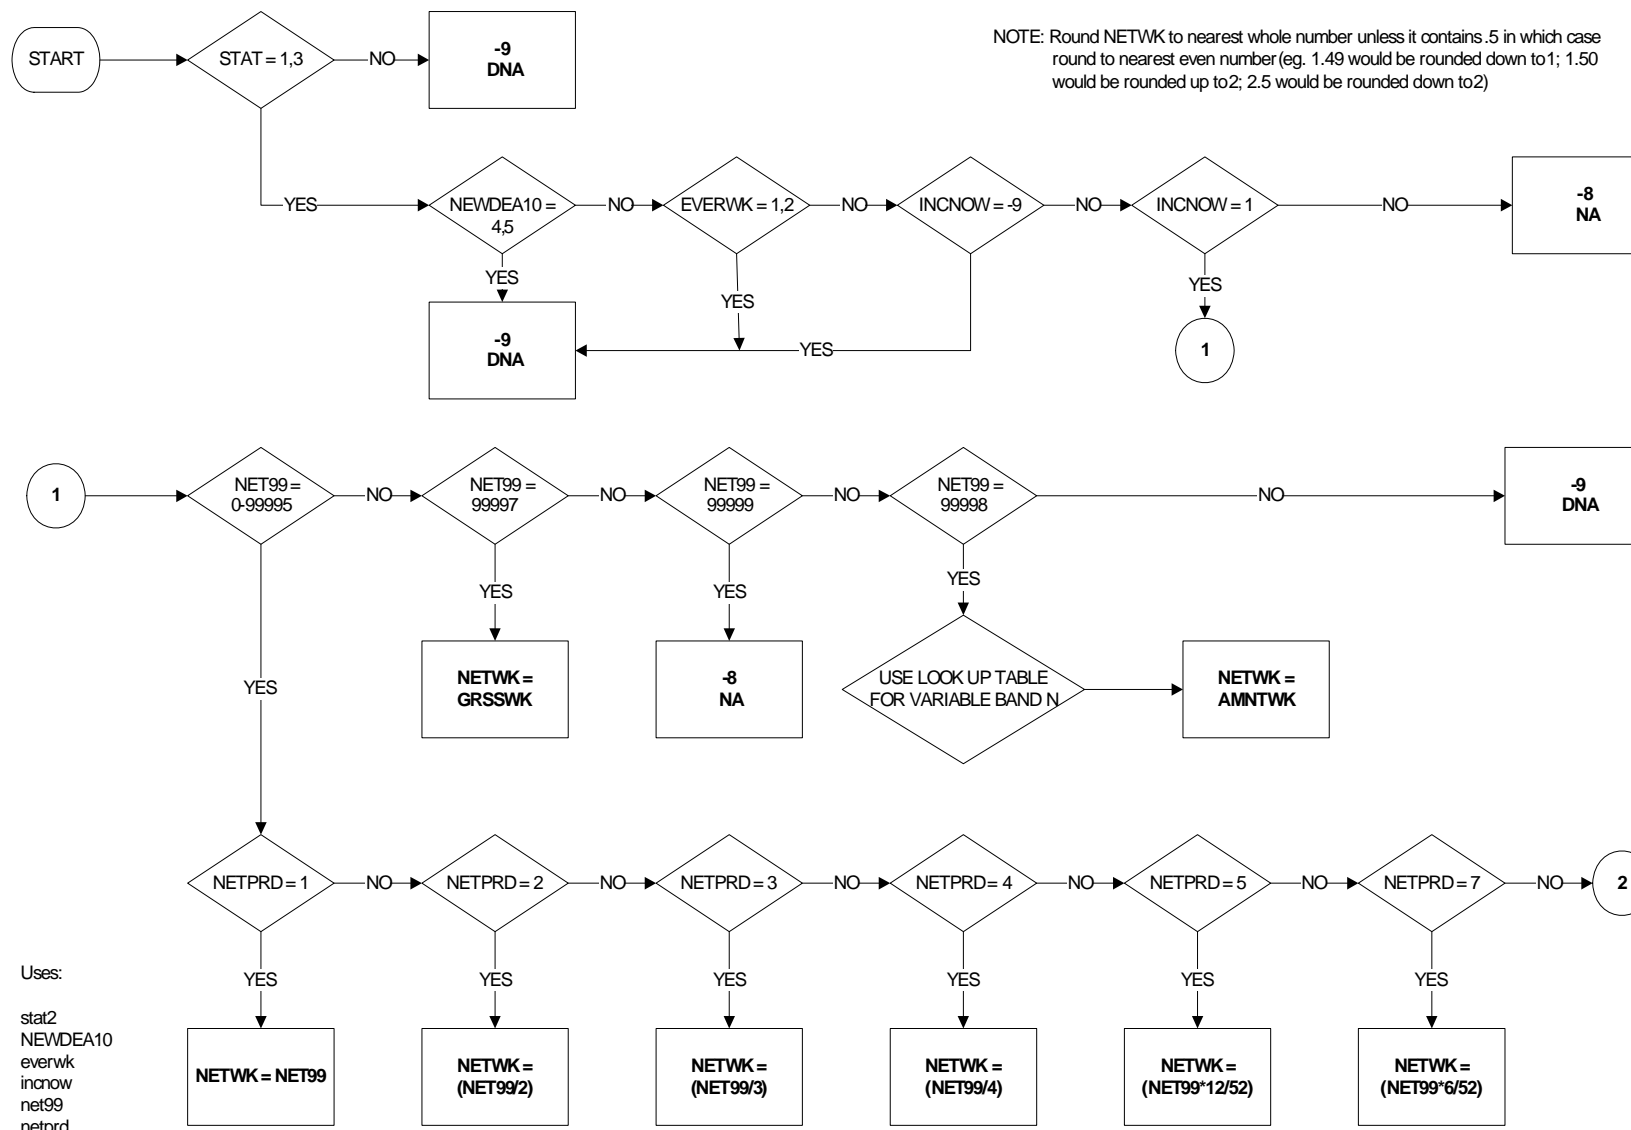 START
STAT = 1,3
NO
-9
DNA
NOTE: Round NETWK to nearest whole number unless it contains .5 in which case
round to nearest even number (eg. 1.49 would be rounded down to 1; 1.50
would be rounded up to 2; 2.5 would be rounded down to 2)
YES
NEWDEA10 =
4,5
NO
EVERWK = 1,2
NO
INCNOW = -9
NO
INCNOW = 1
NO
-8
NA
YES
YES
YES
YES
-9
DNA
1
1
NET99 =
0-99995
NO
NET99 =
99997
NO
NET99 =
99999
NO
NET99 =
99998
NO
-9
DNA
YES
YES
YES
YES
NETWK =
GRSSWK
-8
NA
USE LOOK UP TABLE
FOR VARIABLE BAND N
NETWK =
AMNTWK
NETPRD = 1
NO
NETPRD = 2
NO
NETPRD = 3
NO
NETPRD = 4
NO
NETPRD = 5
NO
NETPRD = 7
NO
2
YES
YES
YES
YES
YES
YES
NETWK = NET99
NETWK =
(NET99/2)
NETWK =
(NET99/3)
NETWK =
(NET99/4)
NETWK =
(NET99*12/52)
NETWK =
(NET99*6/52)
Uses:
stat2
NEWDEA10
everwk
incnow
net99
netprd